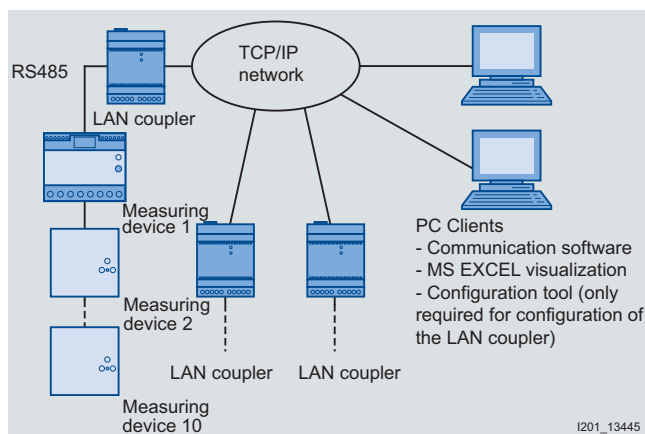 TCP/IP
network
RS485
LAN coupler
Measuring
device 1
Measuring
device 2
Measuring
device 10
LAN coupler
LAN coupler
PC Clients
- Communication software
- MS EXCEL visualization
- Configuration tool (only
required for configuration of
the LAN coupler)
I201_13445